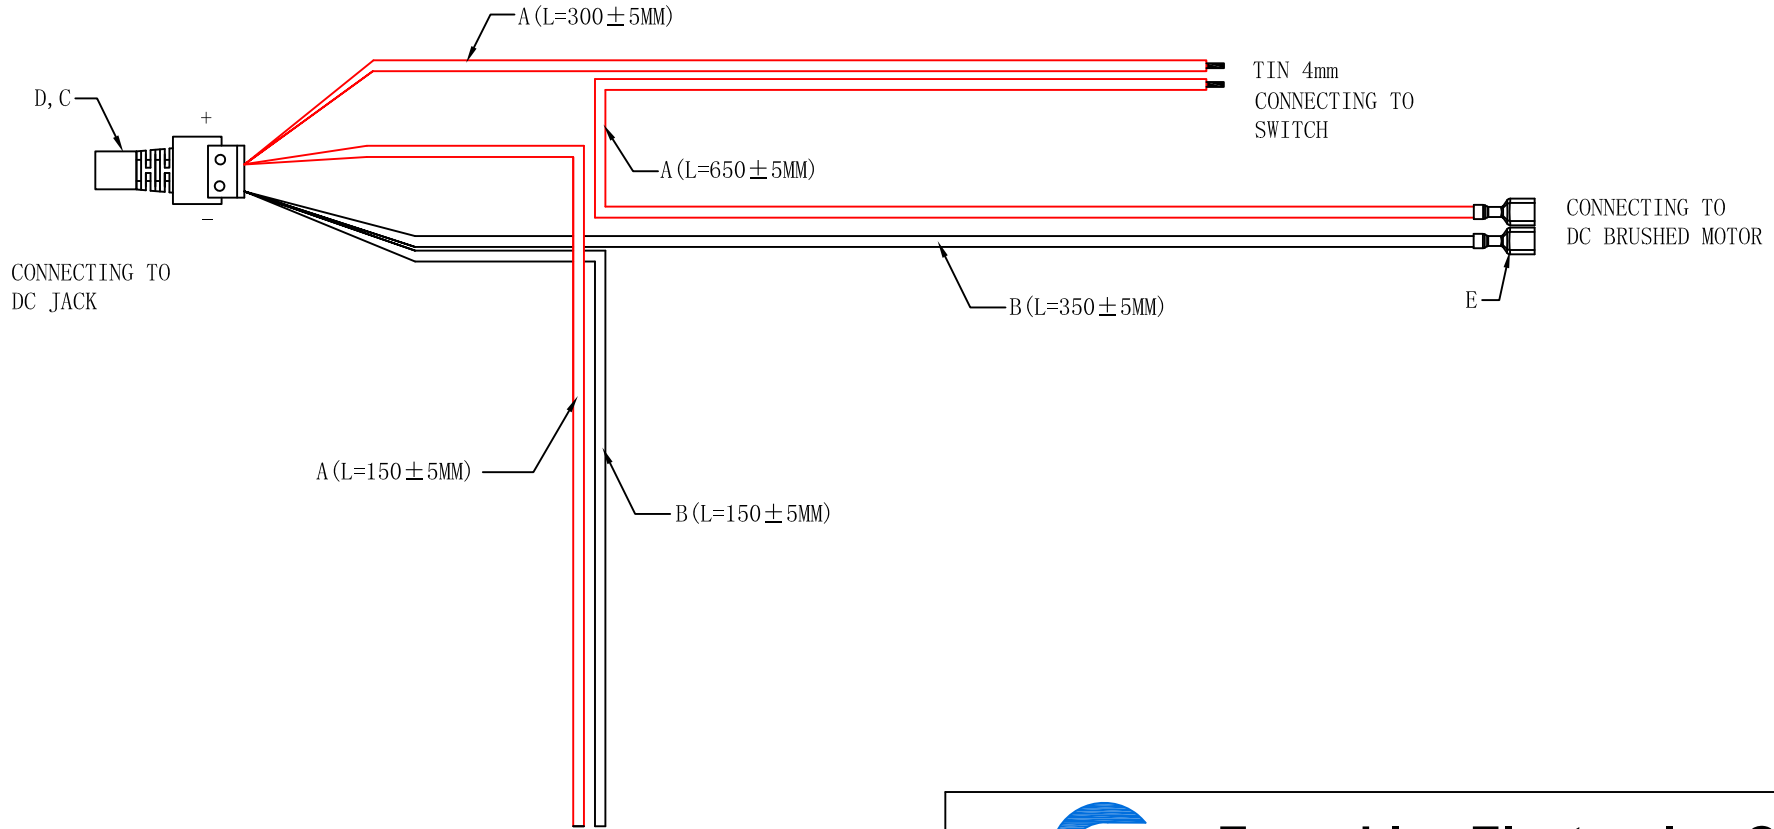 A(L=300±5MM)
D,C
+
TIN 4mm
CONNECTING TO
SWITCH
A(L=650±5MM)
−
CONNECTING TO
DC BRUSHED MOTOR
CONNECTING TO
DC JACK
B(L=350±5MM)
E
A(L=150±5MM)
B(L=150±5MM)